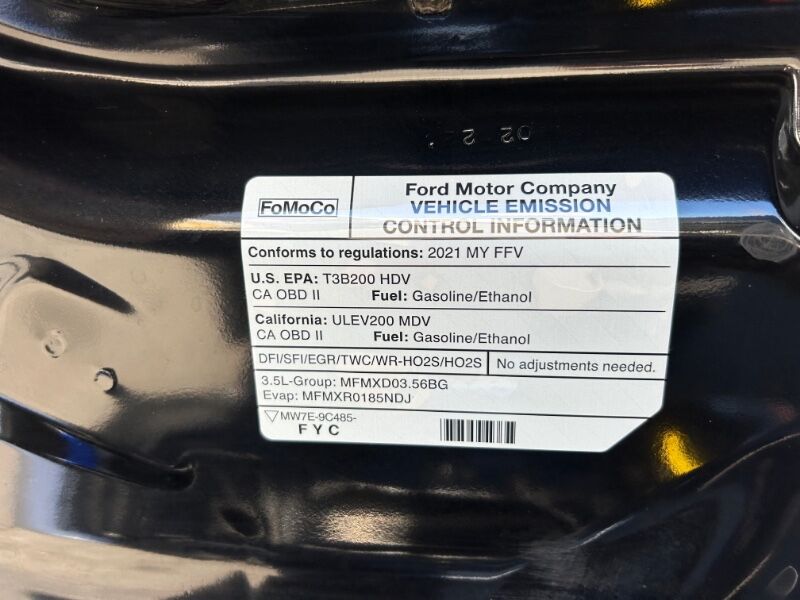 02 2
FoMoCo
Ford Motor Company
VEHICLE EMISSION
CONTROL INFORMATION
Conforms to regulations: 2021 MY FFV
U.S. EPA: T3B200 HDV
CA OBD II Fuel: Gasoline/Ethanol
California: ULEV200 MDV
CA OBD II Fuel: Gasoline/Ethanol
DFI/SFI/EGR/TWC/WR-HO2S/HO2S
No adjustments needed.
3.5L-Group: MFMXD03.56BG
Evap: MFMXR0185NDJ
MW7E-9C485-
F Y C